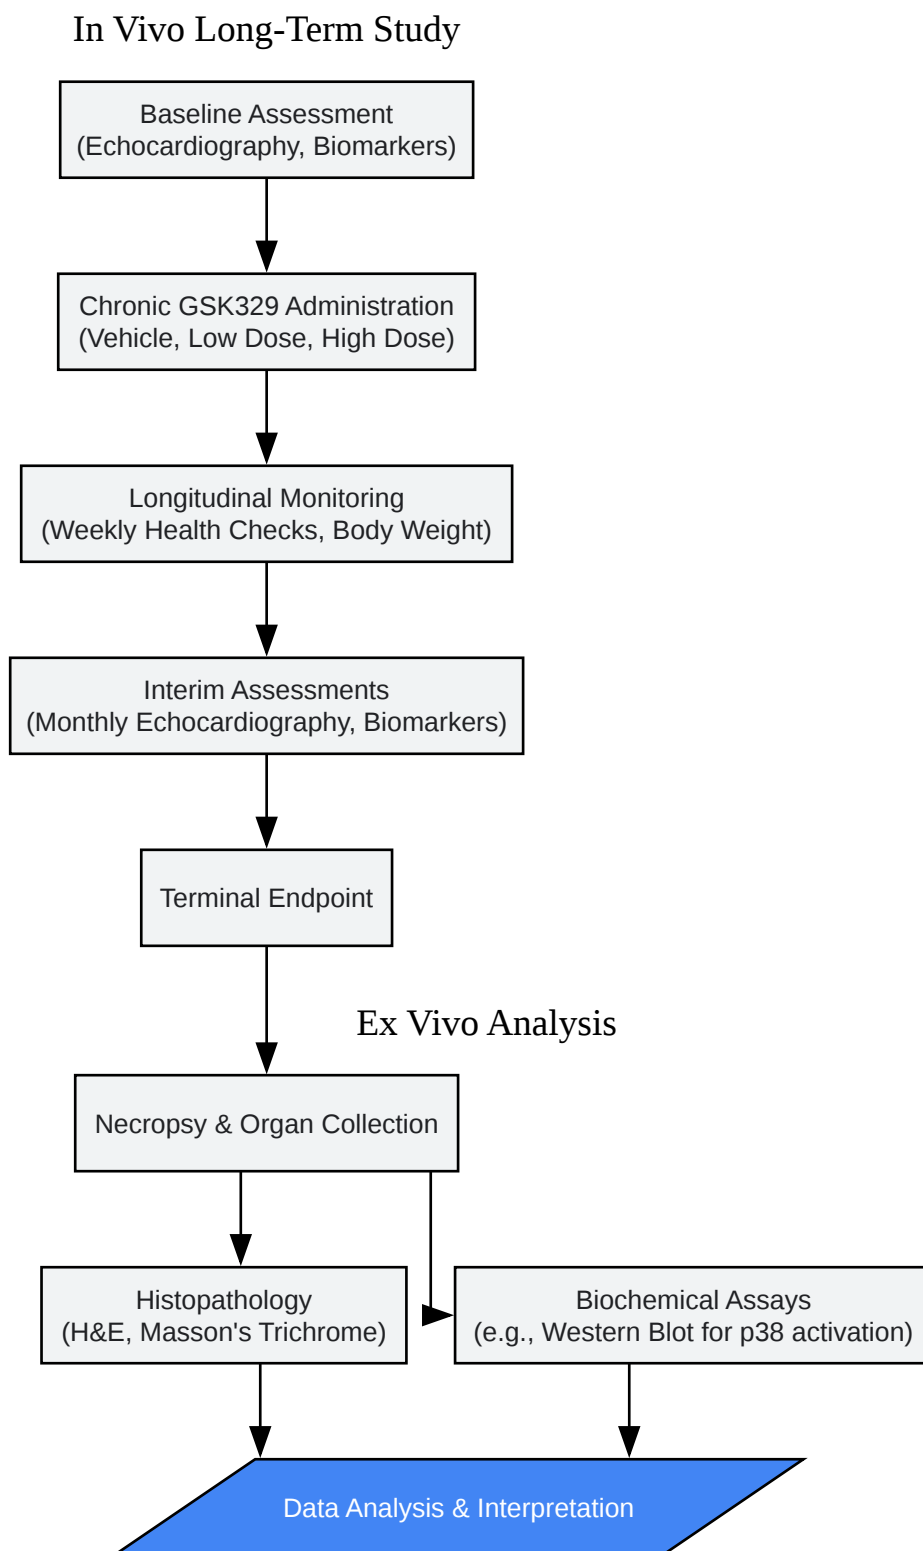 In Vivo Long-Term Study
Baseline Assessment
(Echocardiography, Biomarkers)
Chronic GSK329 Administration
(Vehicle, Low Dose, High Dose)
Longitudinal Monitoring
(Weekly Health Checks, Body Weight)
Interim Assessments
(Monthly Echocardiography, Biomarkers)
Terminal Endpoint
Ex Vivo Analysis
Necropsy & Organ Collection
Histopathology
(H&E, Masson's Trichrome)
Biochemical Assays
(e.g., Western Blot for p38 activation)
Data Analysis & Interpretation